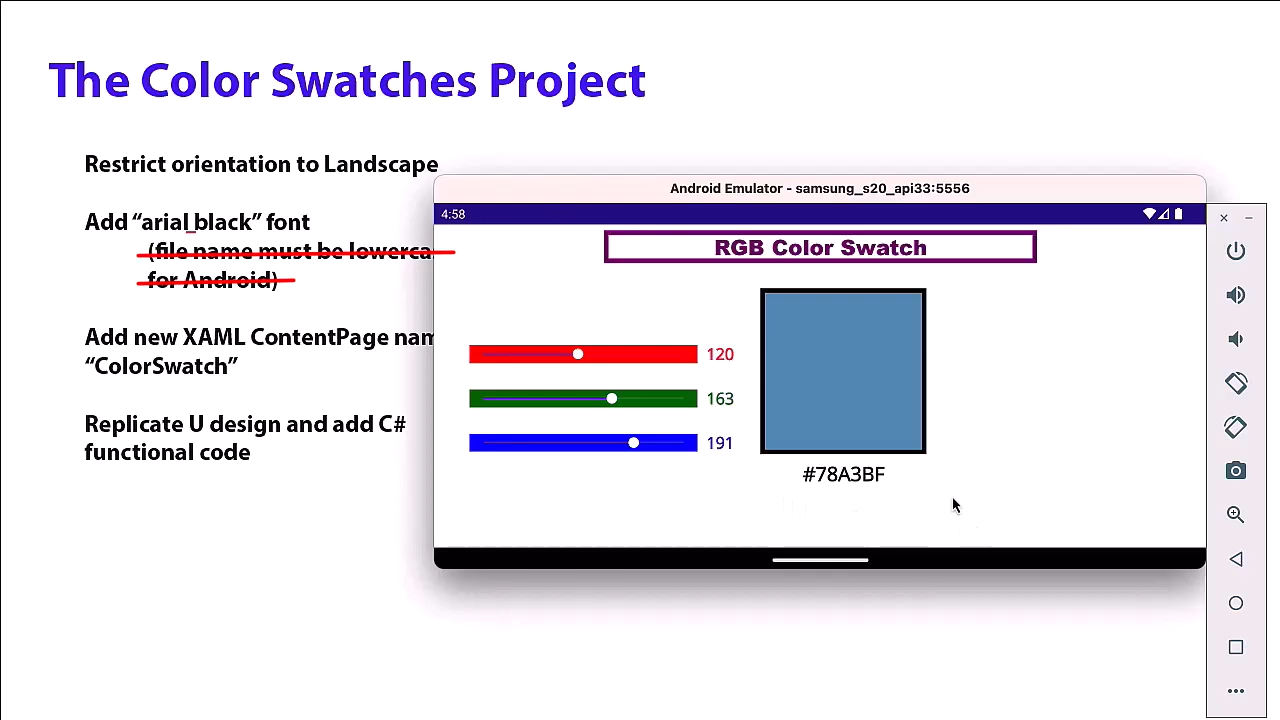 The Color Swatches Project
Restrict orientation to Landscape
Add “arial_black” font
(file name must be lowerca
for Android)
Add new XAML ContentPage nam
“ColorSwatch”
Replicate U design and add C#
functional code
Android Emulator - samsung_s20_api33:5556
4:58
RGB Color Swatch
120
163
191
#78A3BF